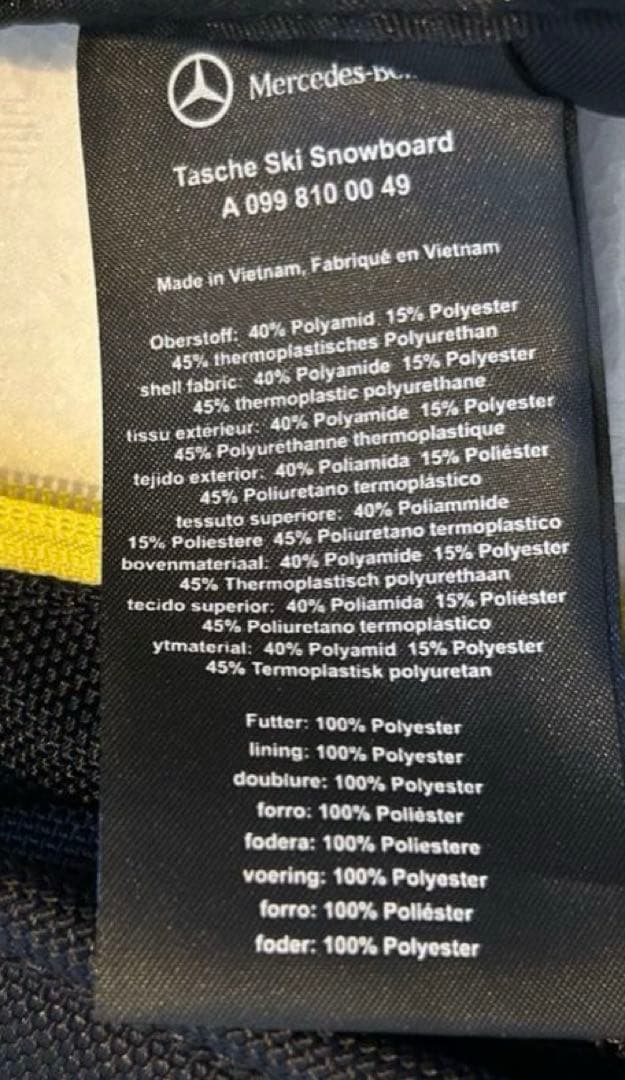 Mercedes-Be
Tasche Ski Snowboard
A 099 810 00 49
Made in Vietnam, Fabriqué en Vietnam
Oberstoff: 40% Polyamid 15% Polyester
45% thermoplastisches Polyurethan
shell fabric: 40% Polyamide 15% Polyester
45% thermoplastic polyurethane
tissu extérieur: 40% Polyamide 15% Polyester
45% Polyurethanne thermoplastique
tejido exterior: 40% Poliamida 15% Poliéster
45% Poliuretano termoplástico
tessuto superiore: 40% Poliammide
15% Poliestere 45% Poliuretano termoplastico
bovenmateriaal: 40% Polyamide 15% Polyester
45% Thermoplastisch polyurethaan
tecido superior: 40% Poliamida 15% Poliéster
45% Poliuretano termoplástico
ytmaterial: 40% Polyamid 15% Polyester
45% Termoplastisk polyuretan
Futter: 100% Polyester
lining: 100% Polyester
doublure: 100% Polyester
forro: 100% Poliéster
fodera: 100% Poliestere
voering: 100% Polyester
forro: 100% Poliéster
foder: 100% Polyester